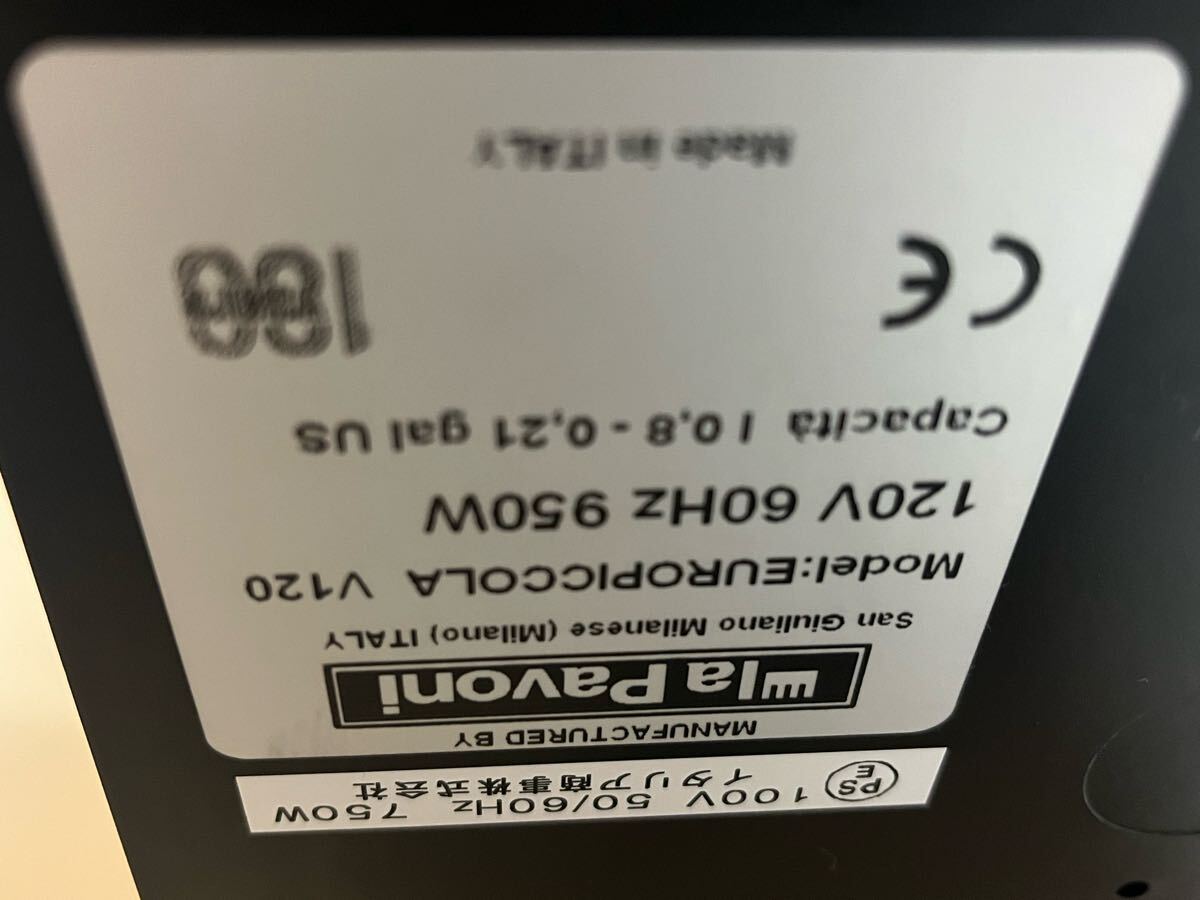 100V 50/60Hz 750W
PS
E
イタリア商事株式会社
MANUFACTURED BY
la Pavoni
San Giuliano Milanese (Milano) ITALY
Model:EUROPICCOLA V120
120V 60Hz 950W
Capacità l 0,8 - 0,21 gal US
CE
100
years
Made in ITALY